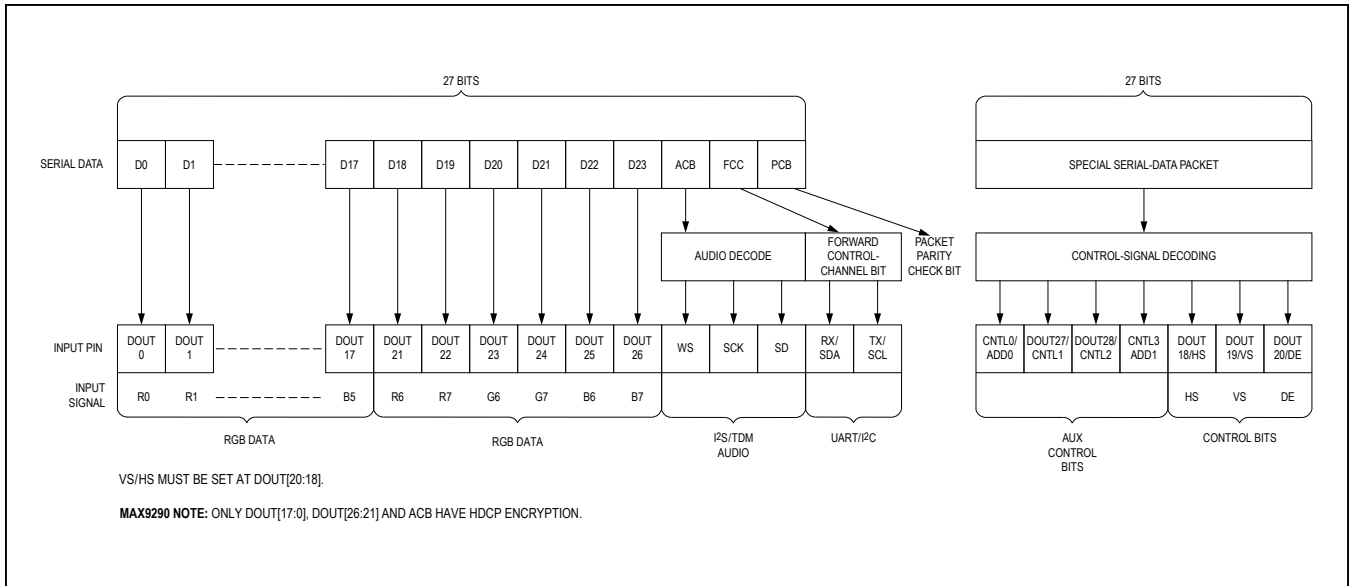 27 BITS 27 BITS
SERIAL DATA D0 D1 D17 D18 D19 D20 D21 D22 D23 ACB FCC PCB SPECIAL SERIAL-DATA PACKET
AUDIO DECODE
FORWARD
CONTROL-
CHANNEL BIT
PACKET
PARITY
CHECK BIT
CONTROL-SIGNAL DECODING
INPUT PIN
DOUT
0
DOUT
1
DOUT
17
DOUT
21
DOUT
22
DOUT
23
DOUT
24
DOUT
25
DOUT
26
WS SCK SD
RX/
SDA
TX/
SCL
CNTL0/
ADD0
DOUT27/
CNTL1
DOUT28/
CNTL2
CNTL3
ADD1
DOUT
18/HS
DOUT
19/VS
DOUT
20/DE
INPUT
SIGNAL
R0 R1 B5 R6 R7 G6 G7 B6 B7 HS VS DE
RGB DATA
RGB DATA
I2S/TDM
AUDIO
UART/I2C
AUX
CONTROL
BITS
CONTROL BITS
VS/HS MUST BE SET AT DOUT[20:18].
MAX9290 NOTE: ONLY DOUT[17:0], DOUT[26:21] AND ACB HAVE HDCP ENCRYPTION.